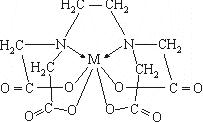 H₂C—CH₂
H₂C N N CH₂
H₂C M CH₂
O=C O O C=O
C O O C
O O